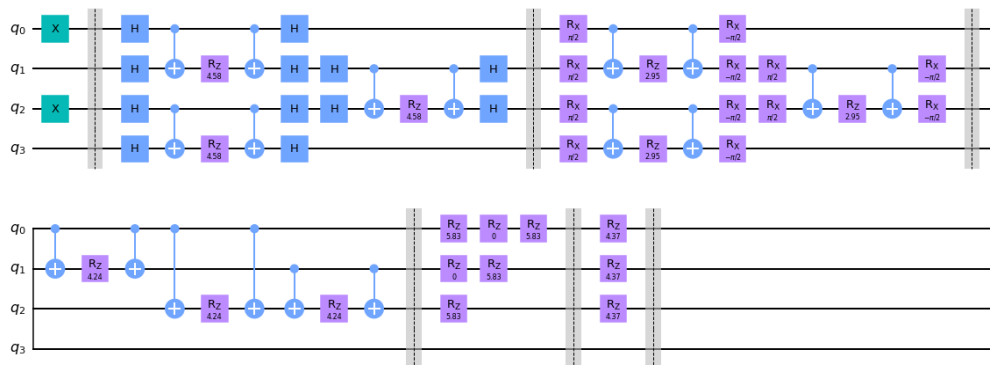 q0 X H H RX π/2 RX −π/2
q1 H RZ 4.58 H H H RX π/2 RZ 2.95 RX −π/2 RX π/2 RX −π/2
q2 X H H H RZ 4.58 H RX π/2 RX −π/2 RX π/2 RZ 2.95 RX −π/2
q3 H RZ 4.58 H RX π/2 RZ 2.95 RX −π/2
q0 RZ 5.83 RZ 0 RZ 5.83 RZ 4.37
q1 RZ 4.24 RZ 0 RZ 5.83 RZ 4.37
q2 RZ 4.24 RZ 4.24 RZ 5.83 RZ 4.37
q3